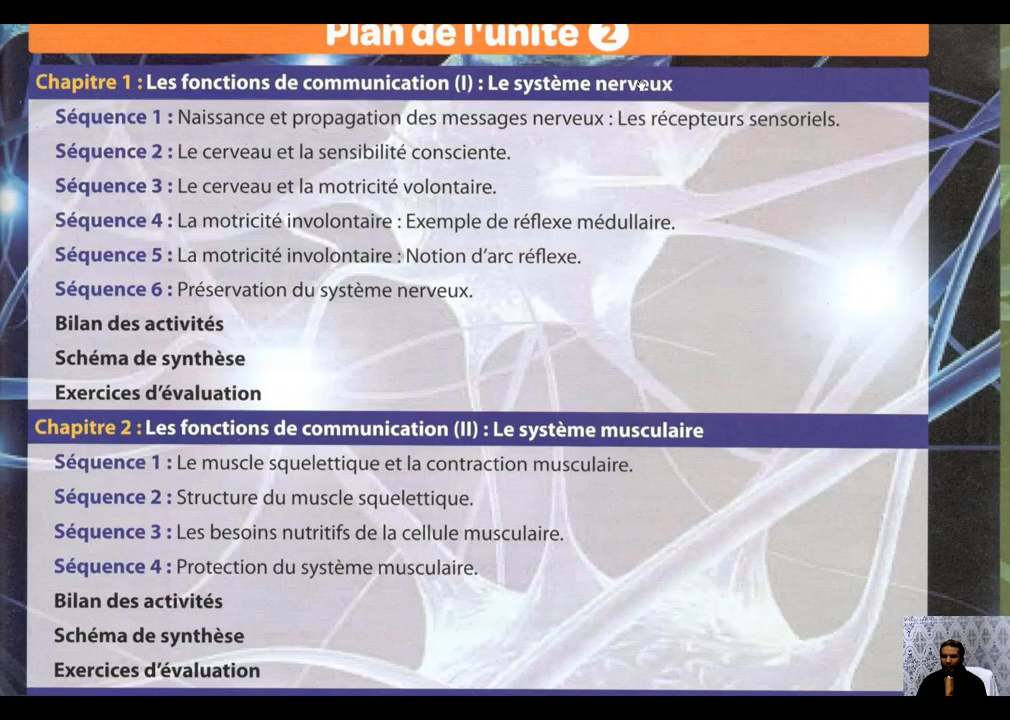 Plan de l'unité 2
Chapitre 1 : Les fonctions de communication (I) : Le système nerveux
Séquence 1 : Naissance et propagation des messages nerveux : Les récepteurs sensoriels.
Séquence 2 : Le cerveau et la sensibilité consciente.
Séquence 3 : Le cerveau et la motricité volontaire.
Séquence 4 : La motricité involontaire : Exemple de réflexe médullaire.
Séquence 5 : La motricité involontaire : Notion d'arc réflexe.
Séquence 6 : Préservation du système nerveux.
Bilan des activités
Schéma de synthèse
Exercices d'évaluation
Chapitre 2 : Les fonctions de communication (II) : Le système musculaire
Séquence 1 : Le muscle squelettique et la contraction musculaire.
Séquence 2 : Structure du muscle squelettique.
Séquence 3 : Les besoins nutritifs de la cellule musculaire.
Séquence 4 : Protection du système musculaire.
Bilan des activités
Schéma de synthèse
Exercices d'évaluation